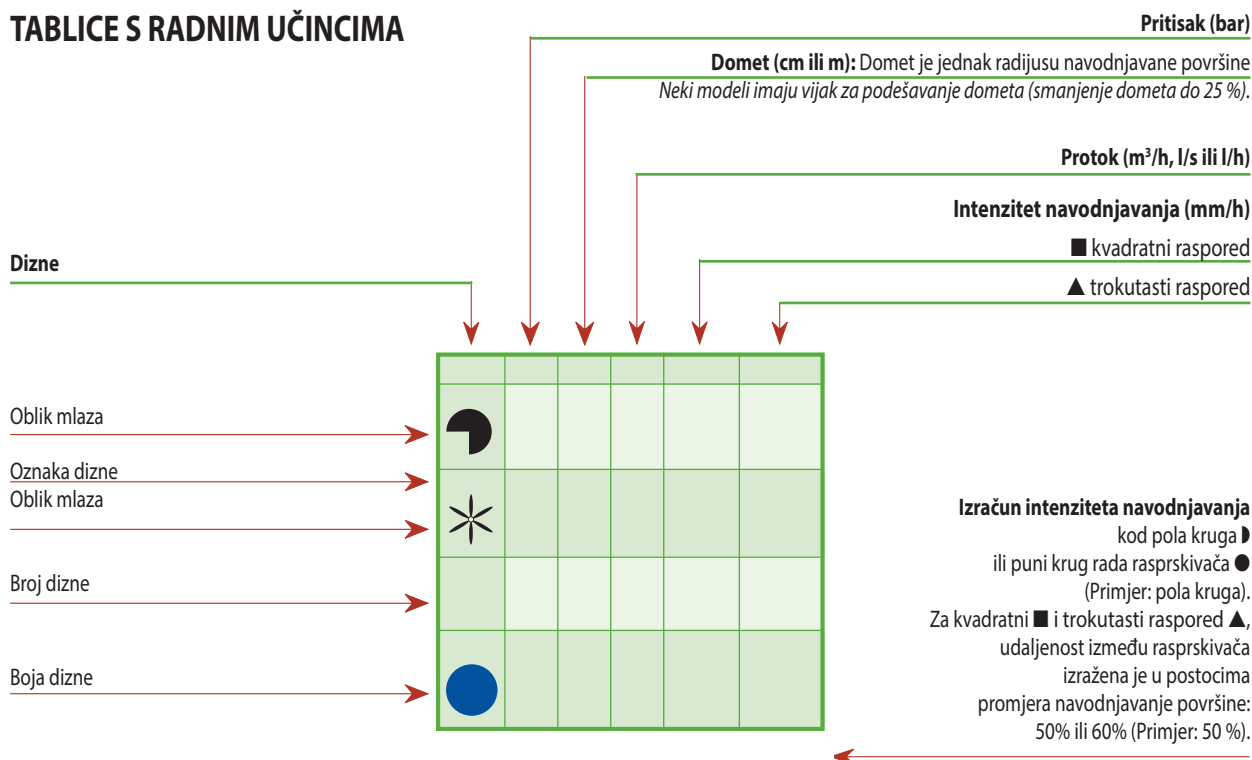 TABLICE S RADNIM UČINCIMA
Pritisak (bar)
Domet (cm ili m): Domet je jednak radijusu navodnjavane površine
Neki modeli imaju vijak za podešavanje dometa (smanjenje dometa do 25 %).
Protok (m³/h, l/s ili l/h)
Intenzitet navodnjavanja (mm/h)
■ kvadratni raspored
▲ trokutasti raspored
Dizne
Oblik mlaza
Oznaka dizne
Oblik mlaza
Broj dizne
Boja dizne
Izračun intenziteta navodnjavanja
kod pola kruga ◗
ili puni krug rada rasprskivača ●
(Primjer: pola kruga).
Za kvadratni ■ i trokutasti raspored ▲,
udaljenost između rasprskivača
izražena je u postocima
promjera navodnjavanje površine:
50% ili 60% (Primjer: 50 %).